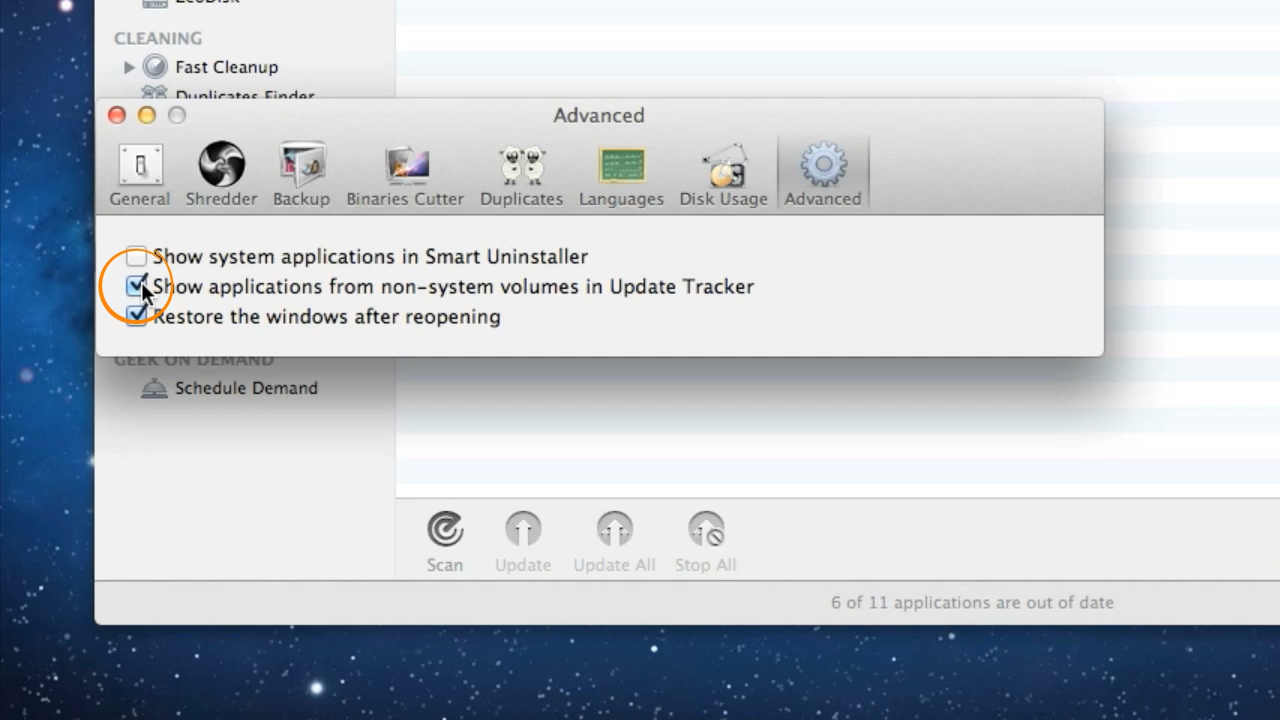 CLEANING
Fast Cleanup
Duplicates Finder
Advanced
General
Shredder
Backup
Binaries Cutter
Duplicates
Languages
Disk Usage
Advanced
Show system applications in Smart Uninstaller
Show applications from non-system volumes in Update Tracker
Restore the windows after reopening
GEEK ON DEMAND
Schedule Demand
Scan
Update
Update All
Stop All
6 of 11 applications are out of date